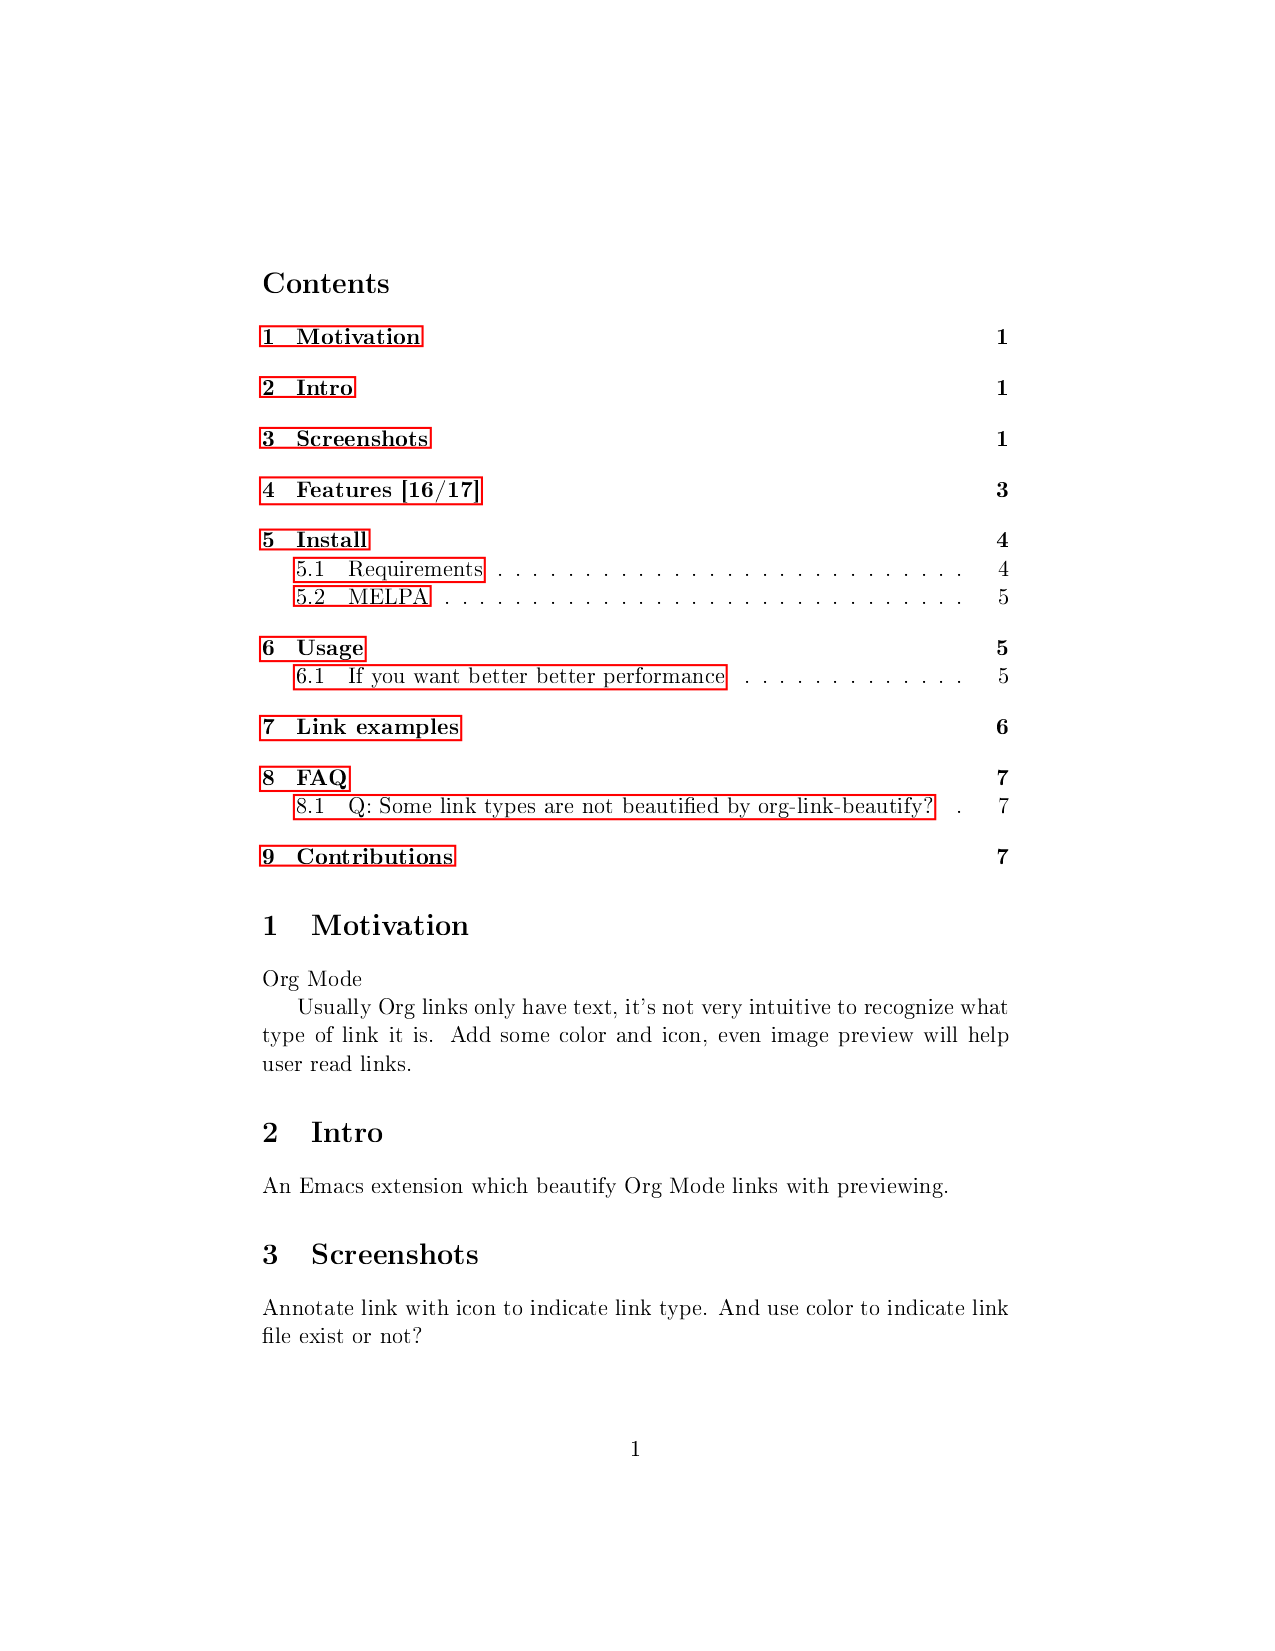 Contents
1 Motivation 1
2 Intro 1
3 Screenshots 1
4 Features [16/17] 3
5 Install 4
5.1 Requirements . . . . . . . . . . . . . . . . . . . . . . . . . . . 4
5.2 MELPA . . . . . . . . . . . . . . . . . . . . . . . . . . . . . . 5
6 Usage 5
6.1 If you want better better performance . . . . . . . . . . . . . 5
7 Link examples 6
8 FAQ 7
8.1 Q: Some link types are not beautified by org-link-beautify? . 7
9 Contributions 7
1 Motivation
Org Mode
Usually Org links only have text, it's not very intuitive to recognize what
type of link it is. Add some color and icon, even image preview will help
user read links.
2 Intro
An Emacs extension which beautify Org Mode links with previewing.
3 Screenshots
Annotate link with icon to indicate link type. And use color to indicate link
file exist or not?
1